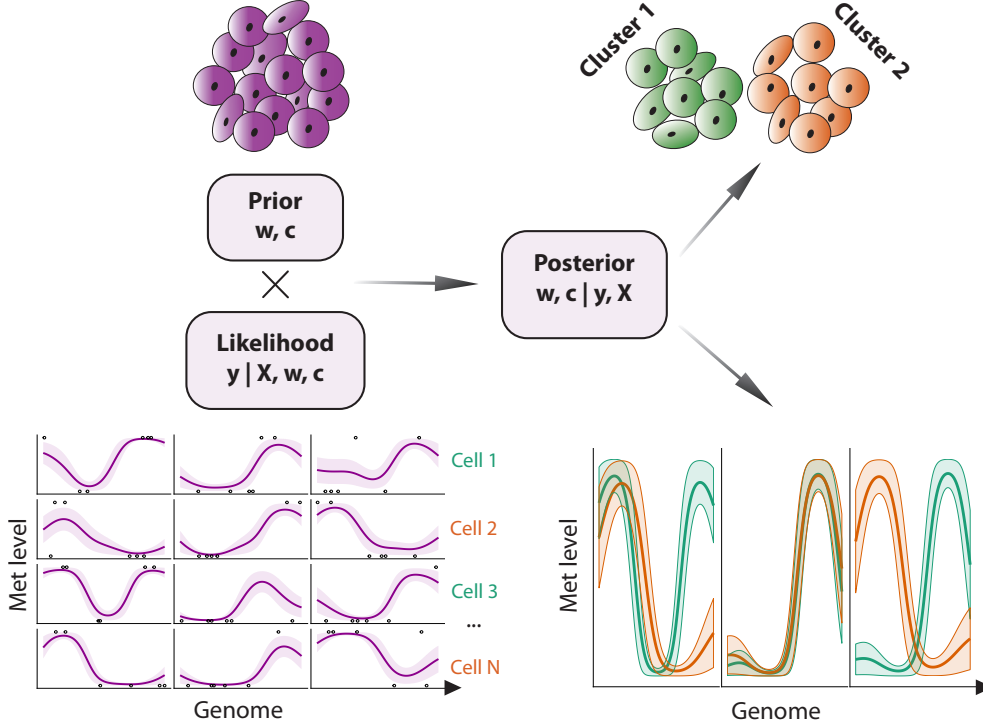 Cluster 1
Cluster 2
Prior
w, c
Likelihood
y | X, w, c
Posterior
w, c | y, X
Met level
Cell 1
Cell 2
Cell 3
...
Cell N
Genome
Met level
Genome